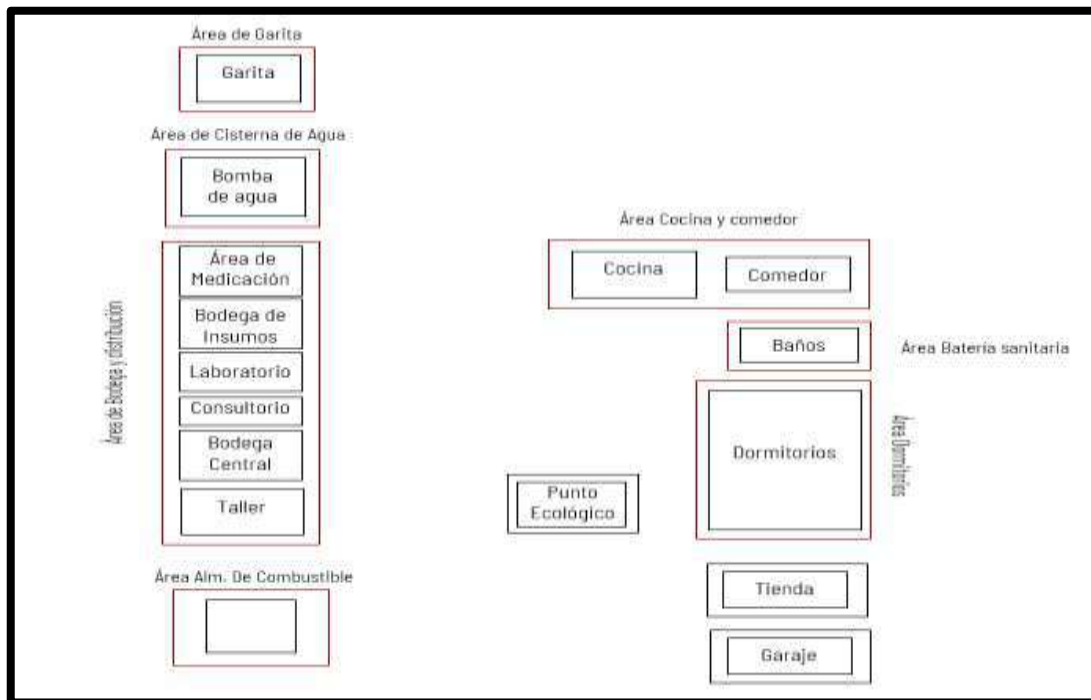 Área de Garita
Garita
Área de Cisterna de Agua
Bomba
de agua
Área de Bodega y distribución
Área de
Medicación
Bodega de
Insumos
Laboratorio
Consultorio
Bodega
Central
Taller
Área Alm. De Combustible
Área Cocina y comedor
Cocina
Comedor
Baños
Área Batería sanitaria
Dormitorios
Área Dormitorios
Punto
Ecológico
Tienda
Garaje